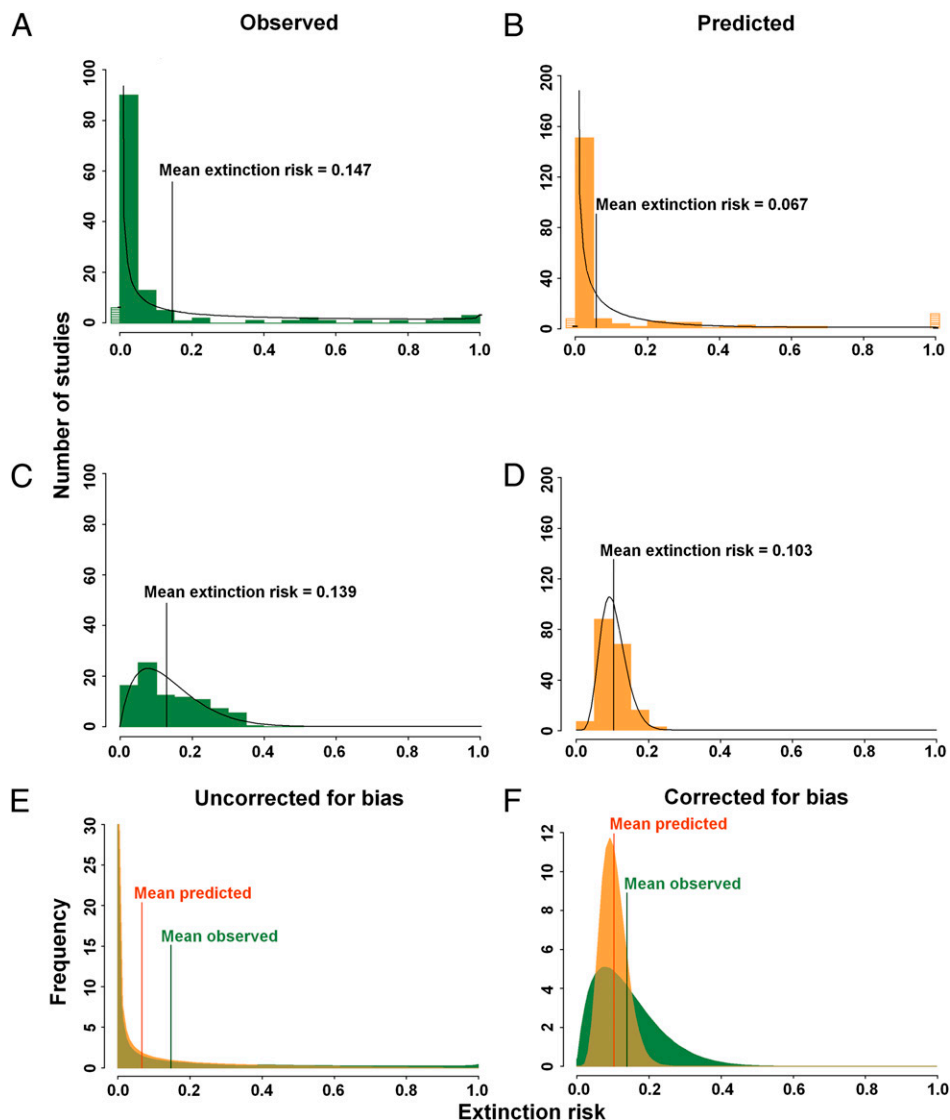 A
Observed
B
Predicted
100
80
60
40
20
0
Mean extinction risk = 0.147
0.0 0.2 0.4 0.6 0.8 1.0
200
160
120
80
40
0
Mean extinction risk = 0.067
0.0 0.2 0.4 0.6 0.8 1.0
Number of studies
C
100
80
60
40
20
0
Mean extinction risk = 0.139
0.0 0.2 0.4 0.6 0.8 1.0
D
200
160
120
80
40
0
Mean extinction risk = 0.103
0.0 0.2 0.4 0.6 0.8 1.0
E
Uncorrected for bias
30
25
20
15
10
5
0
Mean predicted
Mean observed
Frequency
0.0 0.2 0.4 0.6 0.8 1.0
F
Corrected for bias
12
10
8
6
4
2
0
Mean predicted
Mean observed
0.0 0.2 0.4 0.6 0.8 1.0
Extinction risk